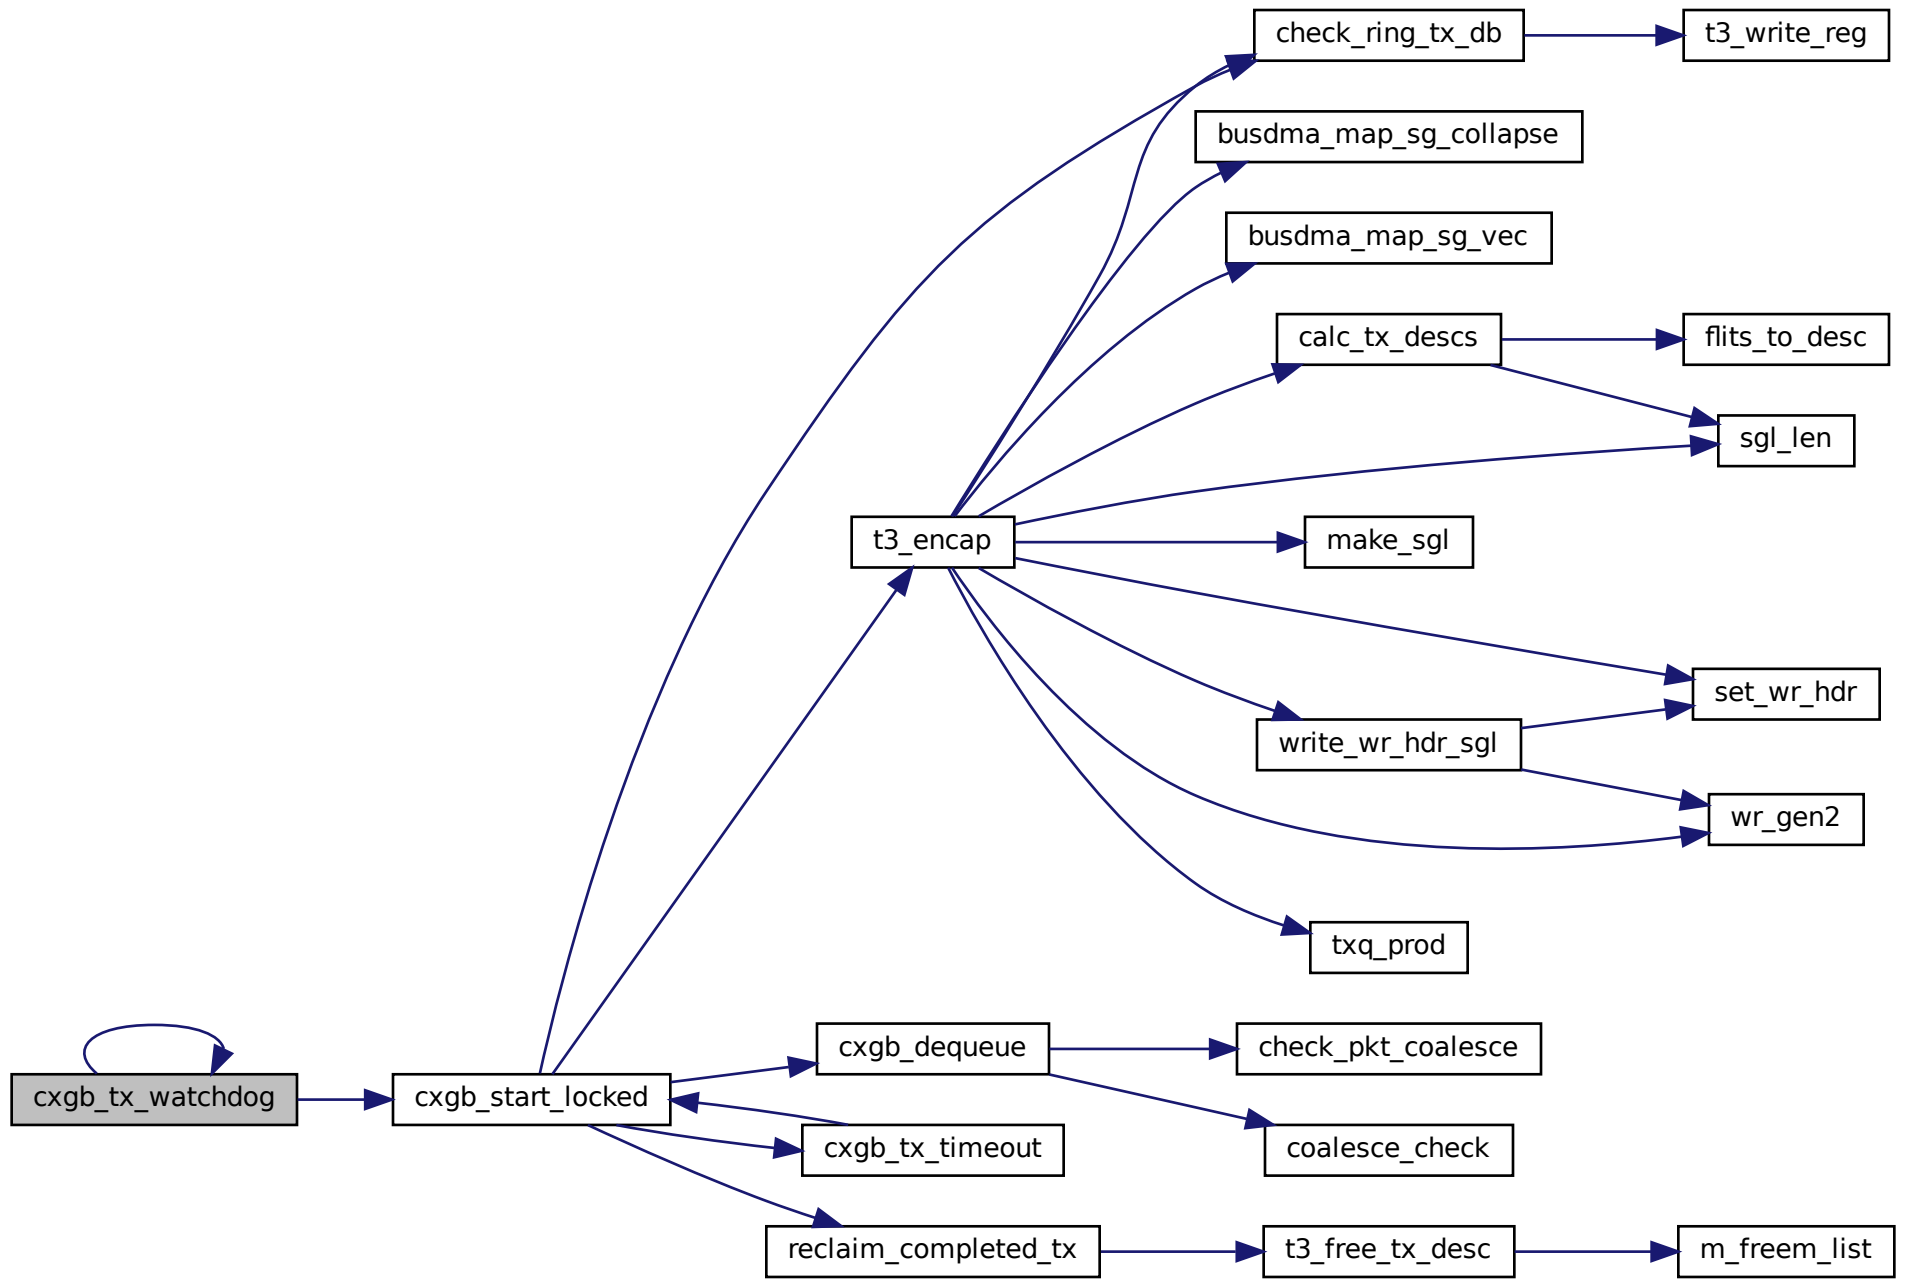 check_ring_tx_db
t3_write_reg
busdma_map_sg_collapse
busdma_map_sg_vec
calc_tx_descs
flits_to_desc
sgl_len
t3_encap
make_sgl
set_wr_hdr
write_wr_hdr_sgl
wr_gen2
txq_prod
cxgb_dequeue
check_pkt_coalesce
cxgb_tx_watchdog
cxgb_start_locked
cxgb_tx_timeout
coalesce_check
reclaim_completed_tx
t3_free_tx_desc
m_freem_list